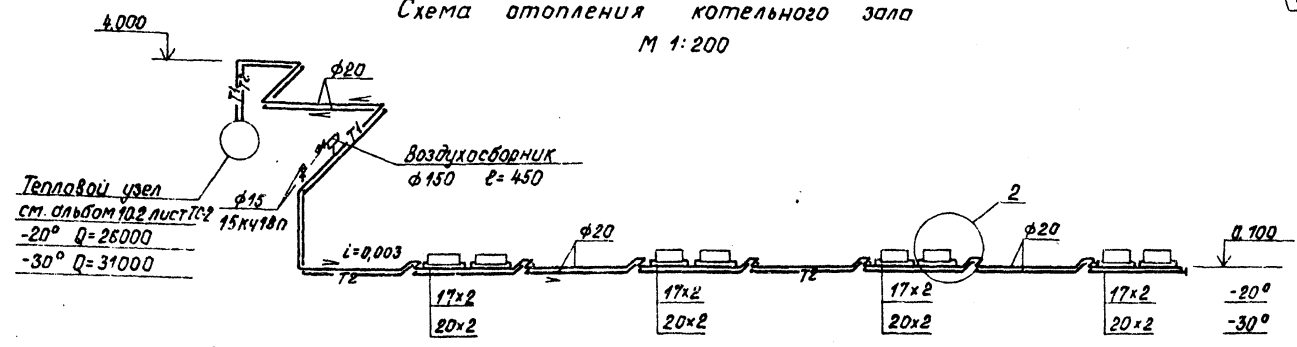 Схема отопления котельного зала
М 1:200
4.000
Т1
Т2
ф20
Т1
Воздухосборник
ф150 ℓ=450
Тепловой узел
см. альбом 10.2 лист ТС-2
-20° Q=26000
-30° Q=31000
ф15
15кч18п
i=0,003
Т2
ф20
Т2
2
ф20
0.100
17х2
20х2
17х2
20х2
17х2
20х2
17х2
20х2
-20°
-30°